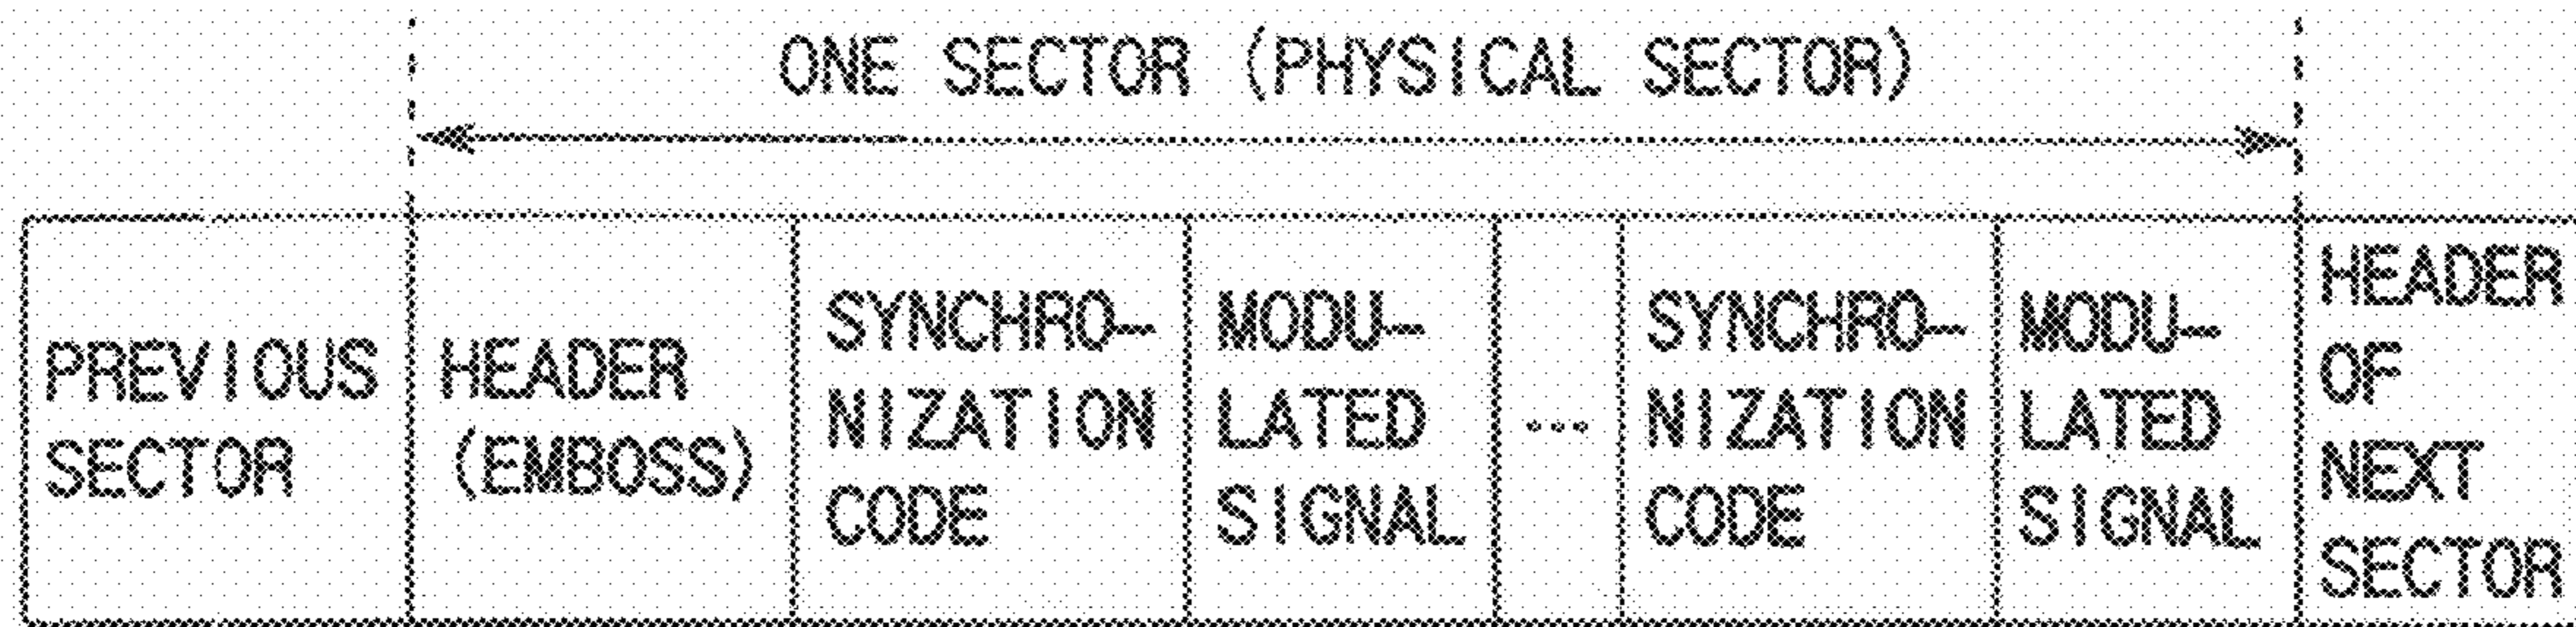 ONE SECTOR (PHYSICAL SECTOR)
PREVIOUS
SECTOR
HEADER
(EMBOSS)
SYNCHRO-
NIZATION
CODE
MODU-
LATED
SIGNAL
...
SYNCHRO-
NIZATION
CODE
MODU-
LATED
SIGNAL
HEADER
OF
NEXT
SECTOR